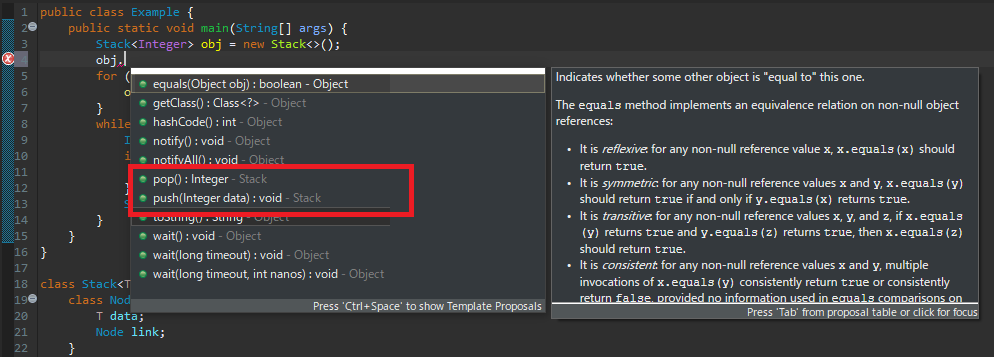 1 public class Example {
2 public static void main(String[] args) {
3 Stack<Integer> obj = new Stack<>();
obj.
5 for (
6 o
7 }
8 while
9 I
10 i
11
12 }
13 S
14 }
15 }
16 }
17
18 class Stack<T
19 class Nod
20 T data;
21 Node link;
22 }
equals(Object obj) : boolean - Object
getClass() : Class<?> - Object
hashCode() : int - Object
notify() : void - Object
notifyAll() : void - Object
pop() : Integer - Stack
push(Integer data) : void - Stack
toString() : String - Object
wait() : void - Object
wait(long timeout) : void - Object
wait(long timeout, int nanos) : void - Object
Press 'Ctrl+Space' to show Template Proposals
Indicates whether some other object is "equal to" this one.
The equals method implements an equivalence relation on non-null object
references:
• It is reflexive: for any non-null reference value x, x.equals(x) should
return true.
• It is symmetric: for any non-null reference values x and y, x.equals(y)
should return true if and only if y.equals(x) returns true.
• It is transitive: for any non-null reference values x, y, and z, if x.equals
(y) returns true and y.equals(z) returns true, then x.equals(z)
should return true.
• It is consistent: for any non-null reference values x and y, multiple
invocations of x.equals(y) consistently return true or consistently
return false, provided no information used in equals comparisons on
Press 'Tab' from proposal table or click for focus